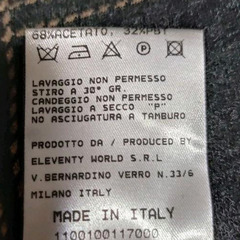 68%ACETATO, 32%PBT
LAVAGGIO NON PERMESSO
STIRO A 30° GR.
CANDEGGIO NON PERMESSO
LAVAGGIO A SECCO "P"
NO ASCIUGATURA A TAMBURO
PRODOTTO DA / PRODUCED BY
ELEVENTY WORLD S.R.L
V.BERNARDINO VERRO N.33/6
MILANO ITALY
MADE IN ITALY
1100100117000